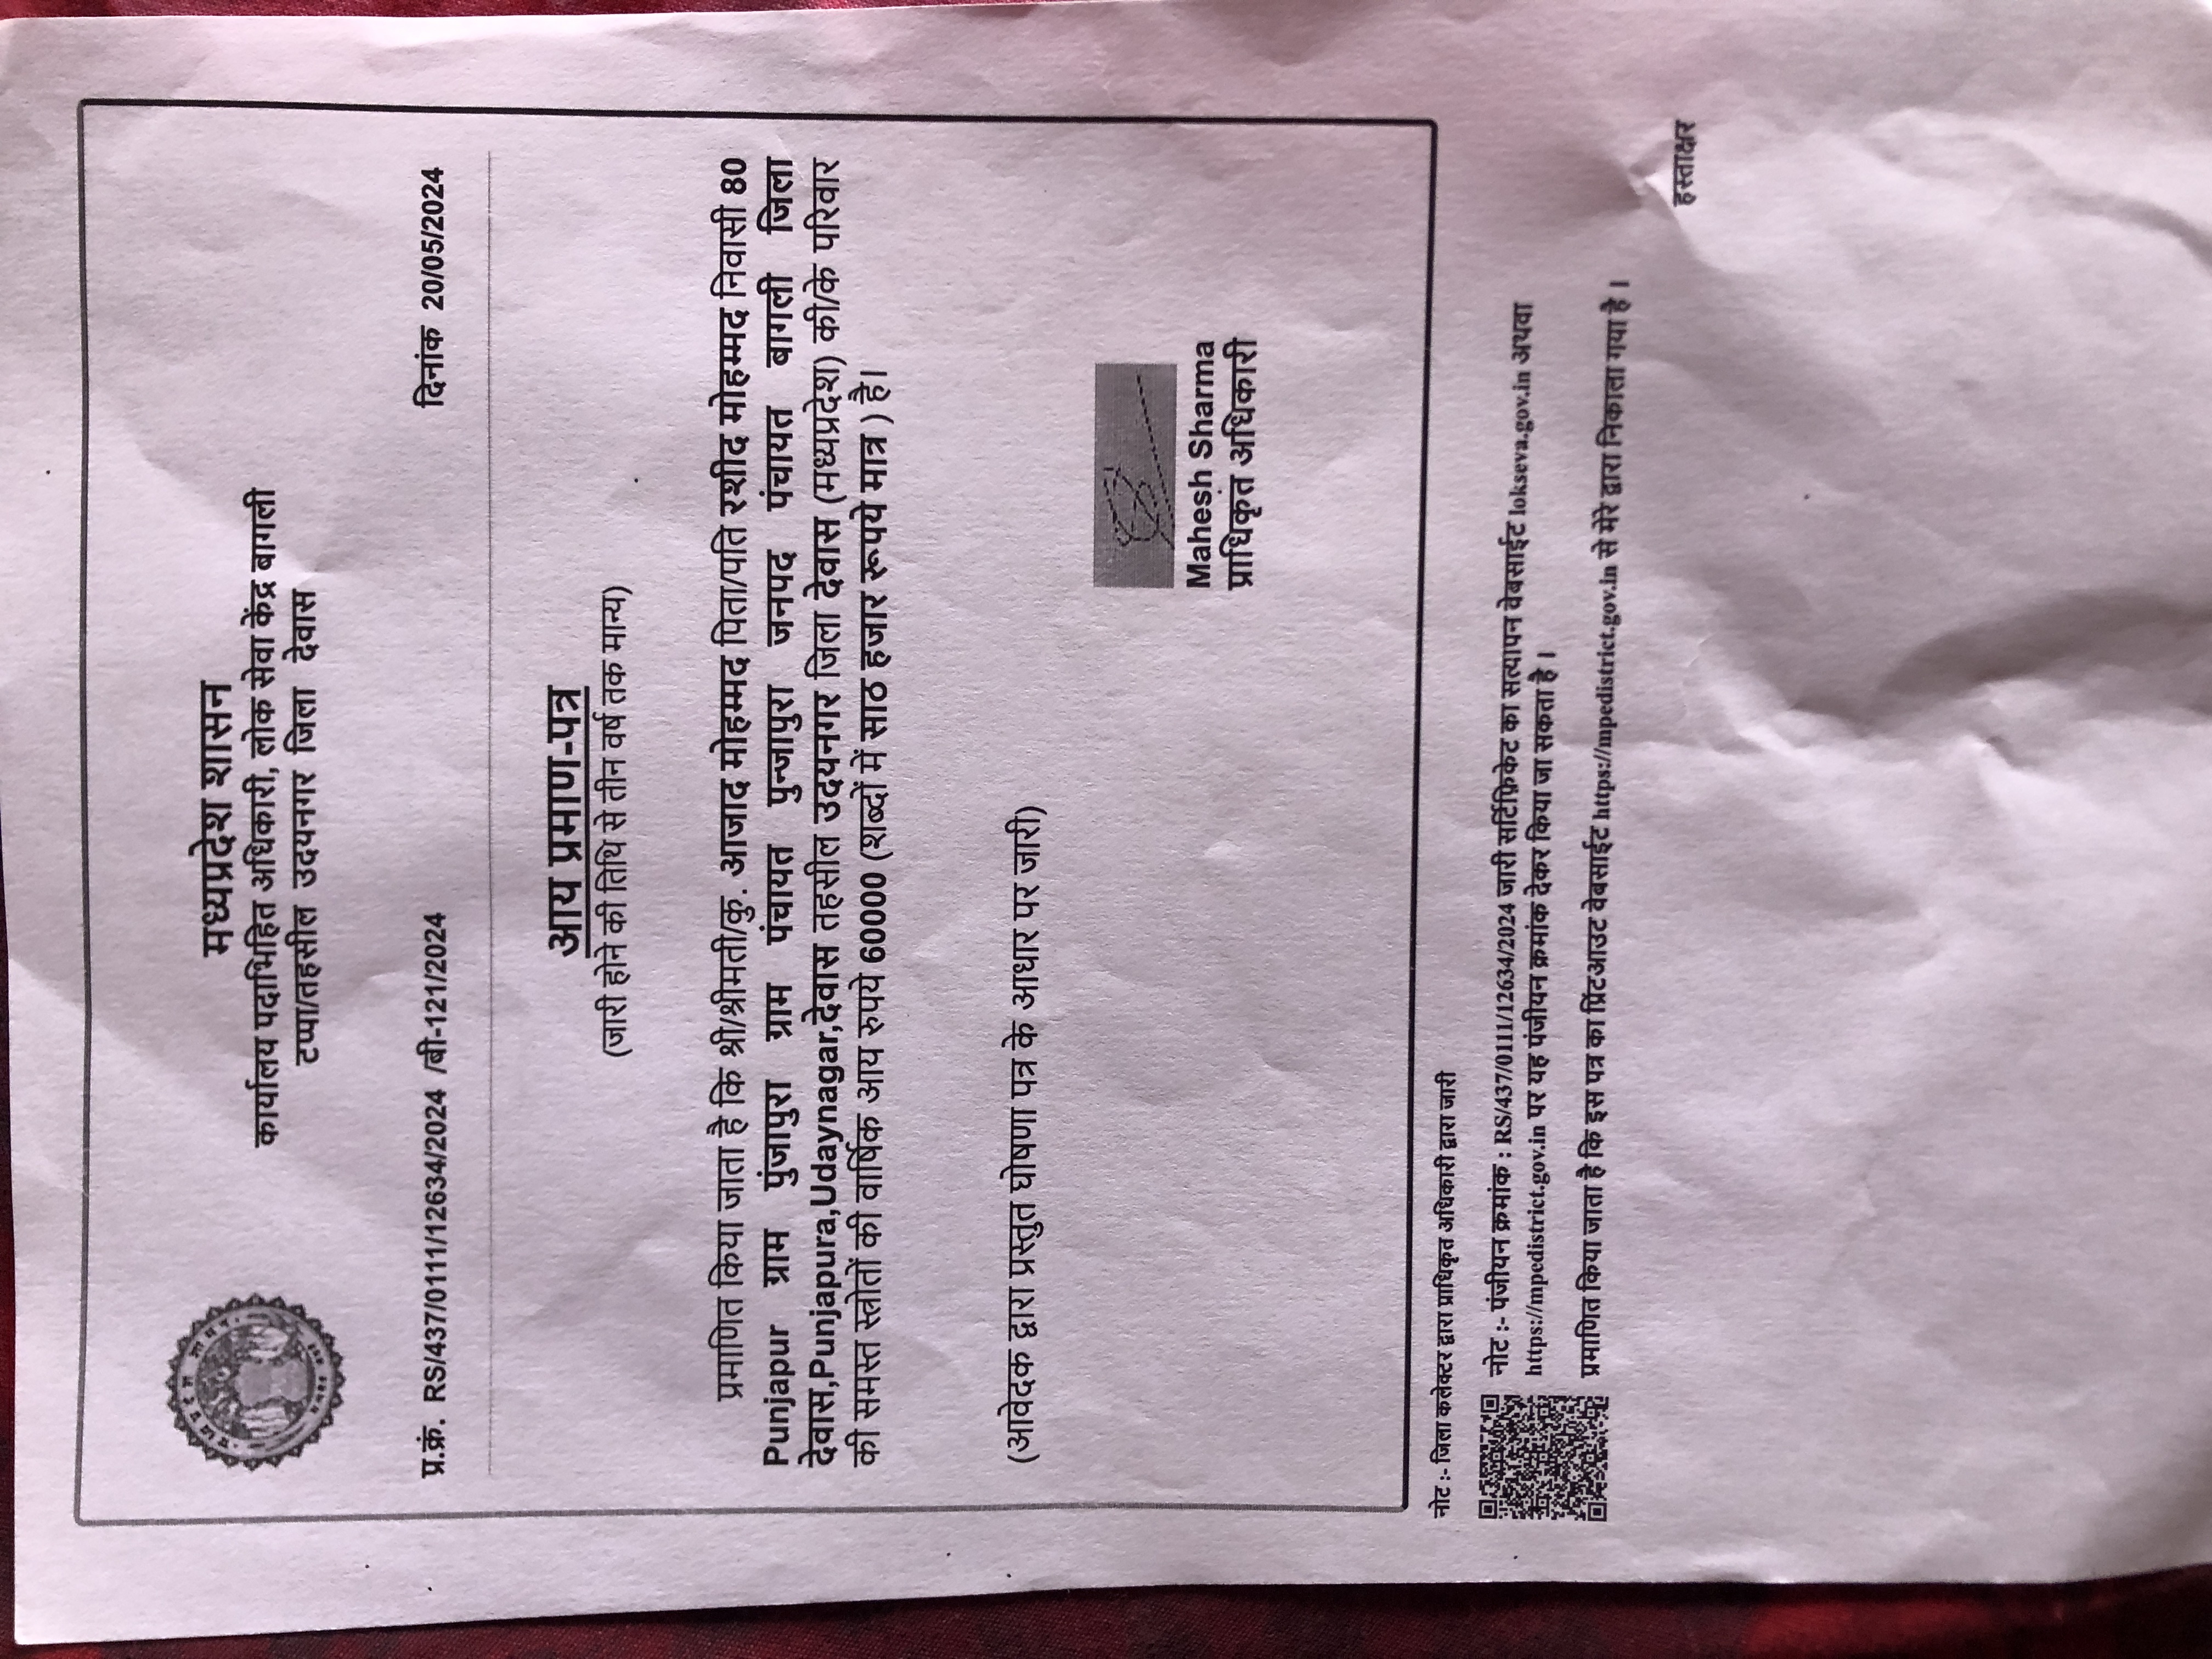 मध्यप्रदेश शासन
कार्यालय पदाभिहित अधिकारी, लोक सेवा केंद्र बागली
टप्पा/तहसील उदयनगर जिला देवास
प्र.क्रं. RS/437/0111/12634/2024 /बी-121/2024
दिनांक 20/05/2024
आय प्रमाण-पत्र
(जारी होने की तिथि से तीन वर्ष तक मान्य)
प्रमाणित किया जाता है कि श्री/श्रीमती/कु. आजाद मोहम्मद पिता/पति रशीद मोहम्मद निवासी 80
Punjapur ग्राम पुंजापुरा ग्राम पंचायत पुन्जापुरा जनपद पंचायत बागली जिला
देवास,Punjapura,Udaynagar,देवास तहसील उदयनगर जिला देवास (मध्यप्रदेश) की/के परिवार
की समस्त स्त्रोतों की वार्षिक आय रुपये 60000 (शब्दों में साठ हजार रूपये मात्र ) है।
(आवेदक द्वारा प्रस्तुत घोषणा पत्र के आधार पर जारी)
Mahesh Sharma
प्राधिकृत अधिकारी
नोट :- जिला कलेक्टर द्वारा प्राधिकृत अधिकारी द्वारा जारी
नोट :- पंजीयन क्रमांक : RS/437/0111/12634/2024 जारी सर्टिफ़िकेट का सत्यापन वेबसाईट lokseva.gov.in अथवा
https://mpedistrict.gov.in पर यह पंजीयन क्रमांक देकर किया जा सकता है ।
प्रमाणित किया जाता है कि इस पत्र का प्रिंटआउट वेबसाईट https://mpedistrict.gov.in से मेरे द्वारा निकाला गया है ।
हस्ताक्षर